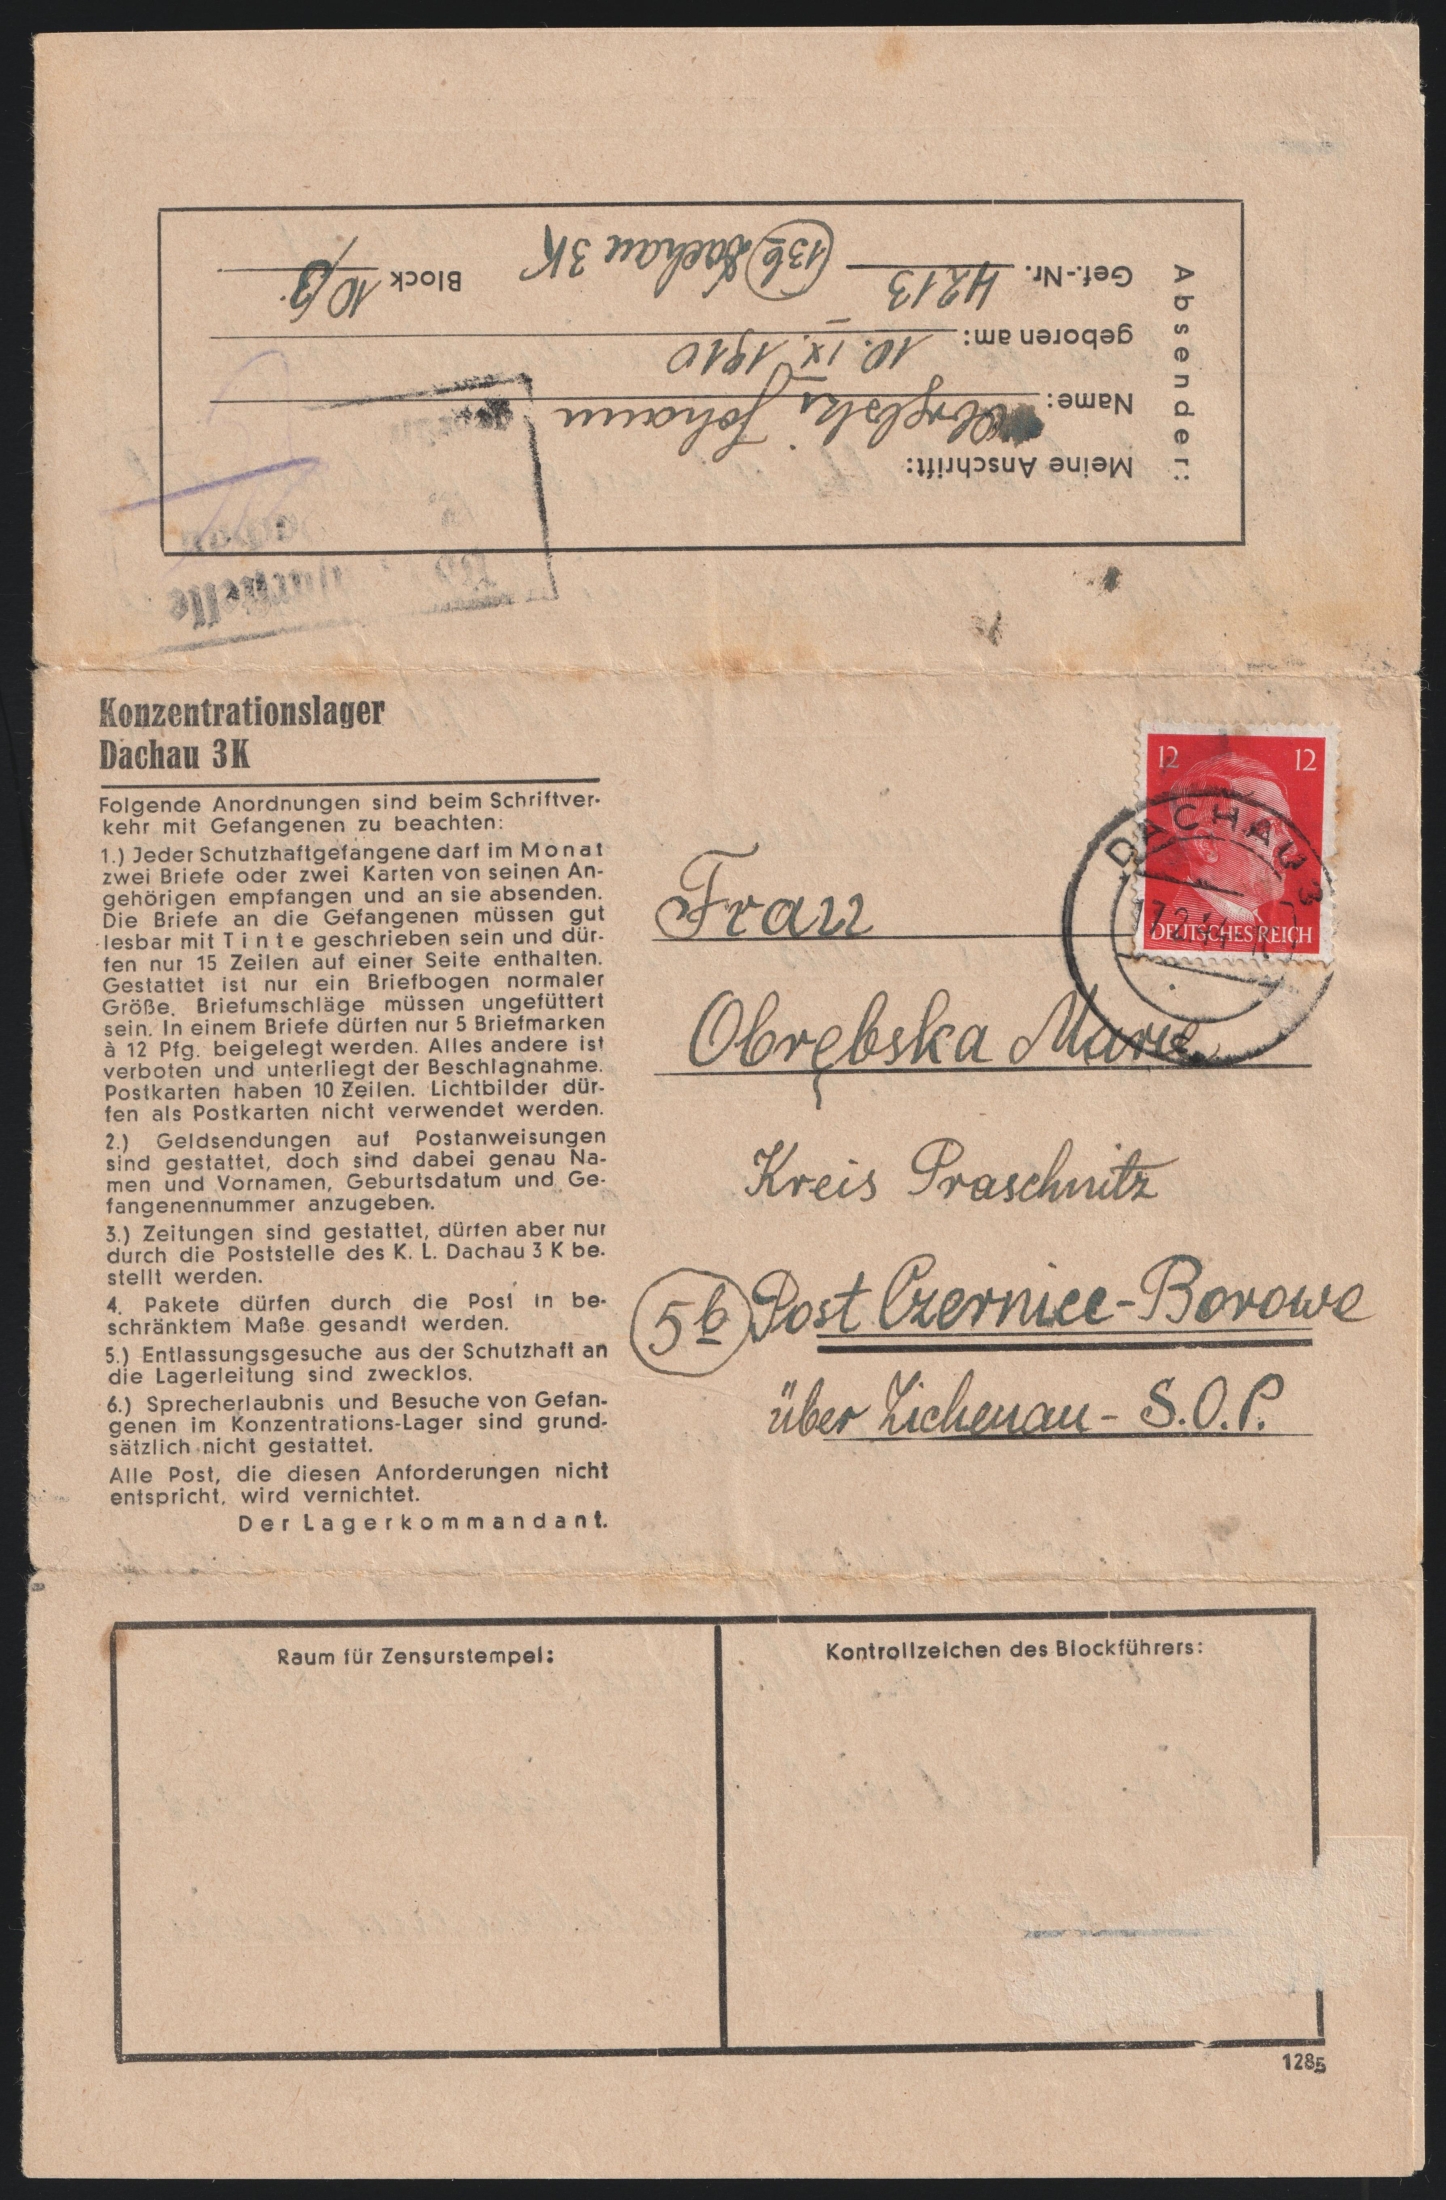 Absender:
Meine Anschrift:
Name: Obrębski Johann
geboren am: 10. IX. 1910
Gef.-Nr. 4213 13b Dachau 3K Block 10/3
Konzentrationslager
Dachau 3K
Folgende Anordnungen sind beim Schriftver-
kehr mit Gefangenen zu beachten:
1.) Jeder Schutzhaftgefangene darf im Monat
zwei Briefe oder zwei Karten von seinen An-
gehörigen empfangen und an sie absenden.
Die Briefe an die Gefangenen müssen gut
lesbar mit Tinte geschrieben sein und dür-
fen nur 15 Zeilen auf einer Seite enthalten.
Gestattet ist nur ein Briefbogen normaler
Größe. Briefumschläge müssen ungefüttert
sein. In einem Briefe dürfen nur 5 Briefmarken
à 12 Pfg. beigelegt werden. Alles andere ist
verboten und unterliegt der Beschlagnahme.
Postkarten haben 10 Zeilen. Lichtbilder dür-
fen als Postkarten nicht verwendet werden.
2.) Geldsendungen auf Postanweisungen
sind gestattet, doch sind dabei genau Na-
men und Vornamen, Geburtsdatum und Ge-
fangenennummer anzugeben.
3.) Zeitungen sind gestattet, dürfen aber nur
durch die Poststelle des K. L. Dachau 3 K be-
stellt werden.
4. Pakete dürfen durch die Post in be-
schränktem Maße gesandt werden.
5.) Entlassungsgesuche aus der Schutzhaft an
die Lagerleitung sind zwecklos.
6.) Sprecherlaubnis und Besuche von Gefan-
genen im Konzentrations-Lager sind grund-
sätzlich nicht gestattet.
Alle Post, die diesen Anforderungen nicht
entspricht, wird vernichtet.
Der Lagerkommandant.
12 12
DEUTSCHES REICH
DACHAU 3
17.2.44
Frau
Obrębska Marie
Kreis Praschnitz
5b Post Czernice-Borowe
über Zichenau - S.O.P.
Raum für Zensurstempel:
Kontrollzeichen des Blockführers:
1285